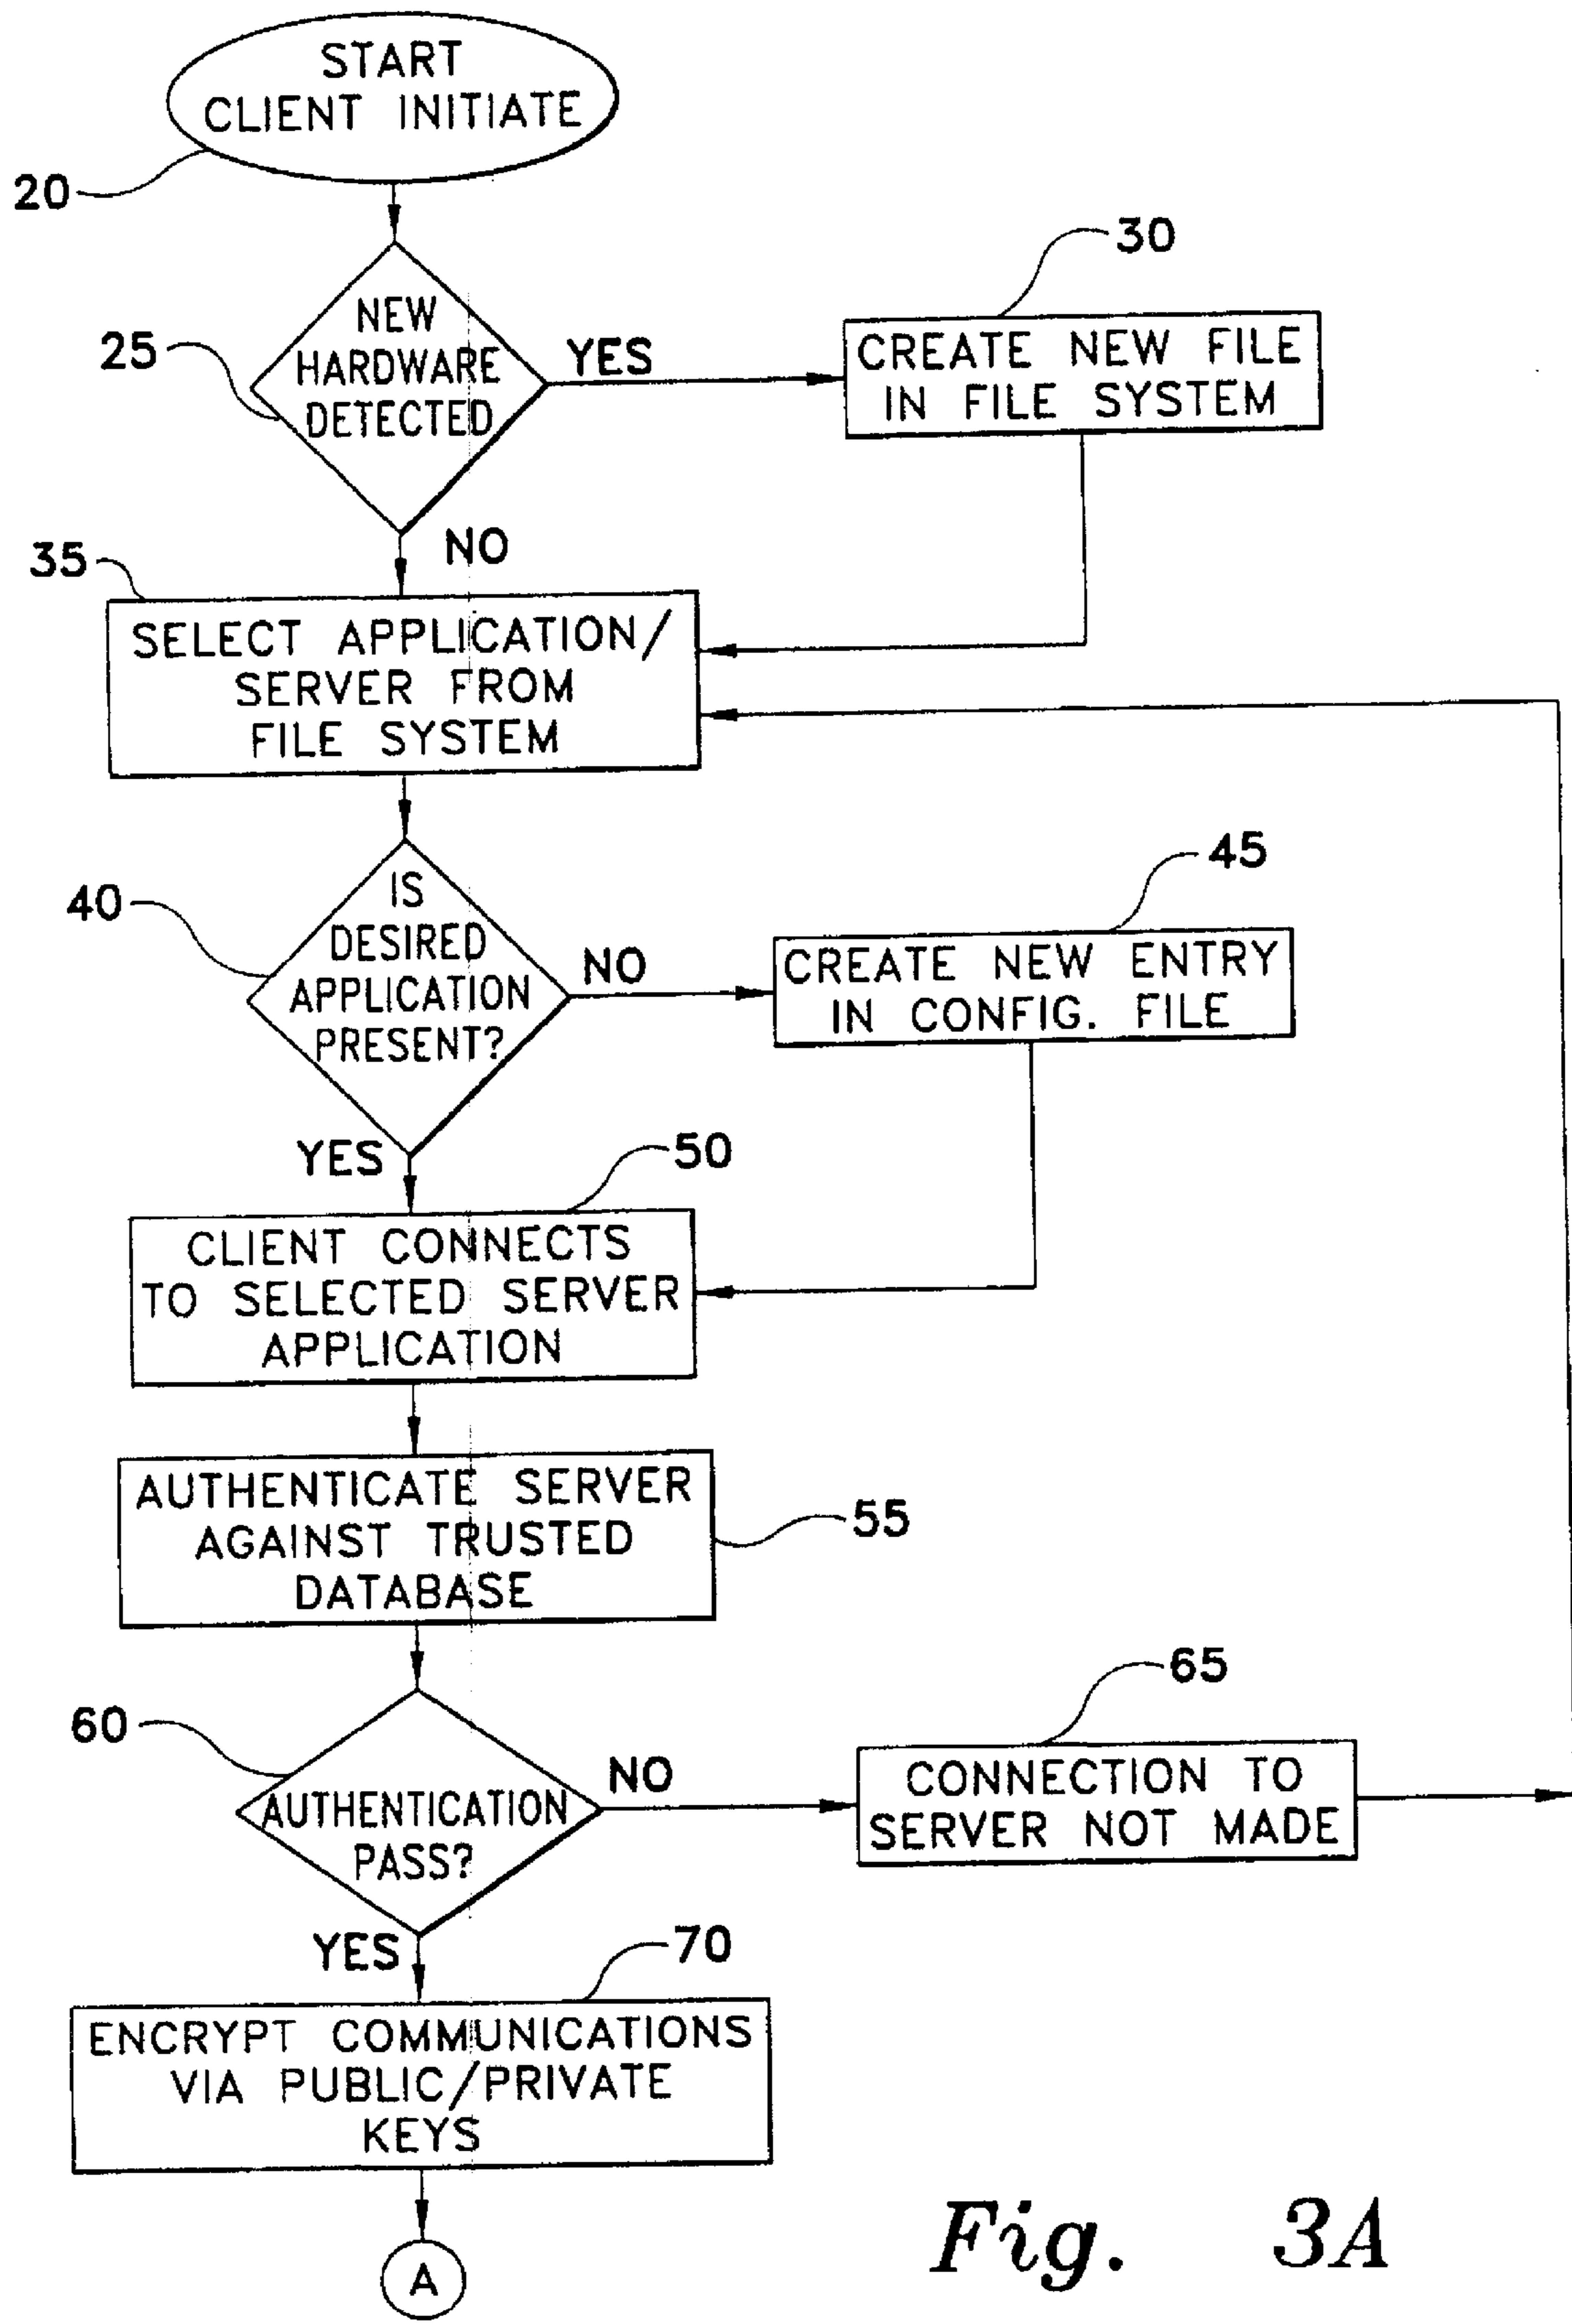 START
CLIENT INITIATE
20
30
NEW
HARDWARE
DETECTED
25
YES
CREATE NEW FILE
IN FILE SYSTEM
NO
35
SELECT APPLICATION/
SERVER FROM
FILE SYSTEM
45
40
IS
DESIRED
APPLICATION
PRESENT?
NO
CREATE NEW ENTRY
IN CONFIG. FILE
YES
50
CLIENT CONNECTS
TO SELECTED SERVER
APPLICATION
AUTHENTICATE SERVER
AGAINST TRUSTED
DATABASE
55
65
60
AUTHENTICATION
PASS?
NO
CONNECTION TO
SERVER NOT MADE
YES
70
ENCRYPT COMMUNICATIONS
VIA PUBLIC/PRIVATE
KEYS
A
Fig. 3A